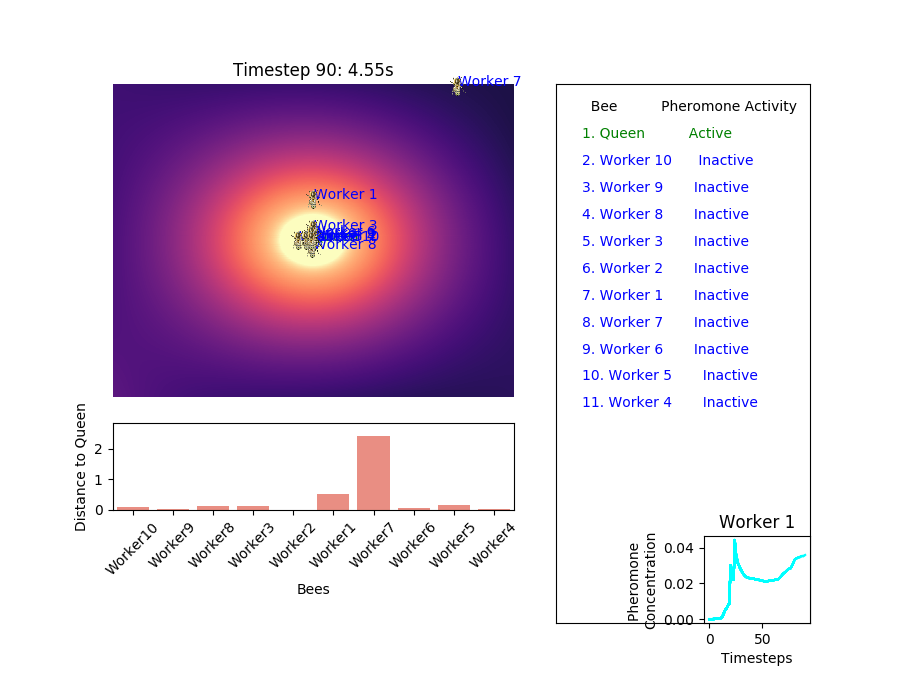 Timestep 90: 4.55s
Worker 7
Worker 1
Worker 3
Worker 8
Distance to Queen
2
1
0
Worker10
Worker9
Worker8
Worker3
Worker2
Worker1
Worker7
Worker6
Worker5
Worker4
Bees
Bee Pheromone Activity
1. Queen Active
2. Worker 10 Inactive
3. Worker 9 Inactive
4. Worker 8 Inactive
5. Worker 3 Inactive
6. Worker 2 Inactive
7. Worker 1 Inactive
8. Worker 7 Inactive
9. Worker 6 Inactive
10. Worker 5 Inactive
11. Worker 4 Inactive
Worker 1
Pheromone
Concentration
0.04
0.02
0.00
0 50
Timesteps